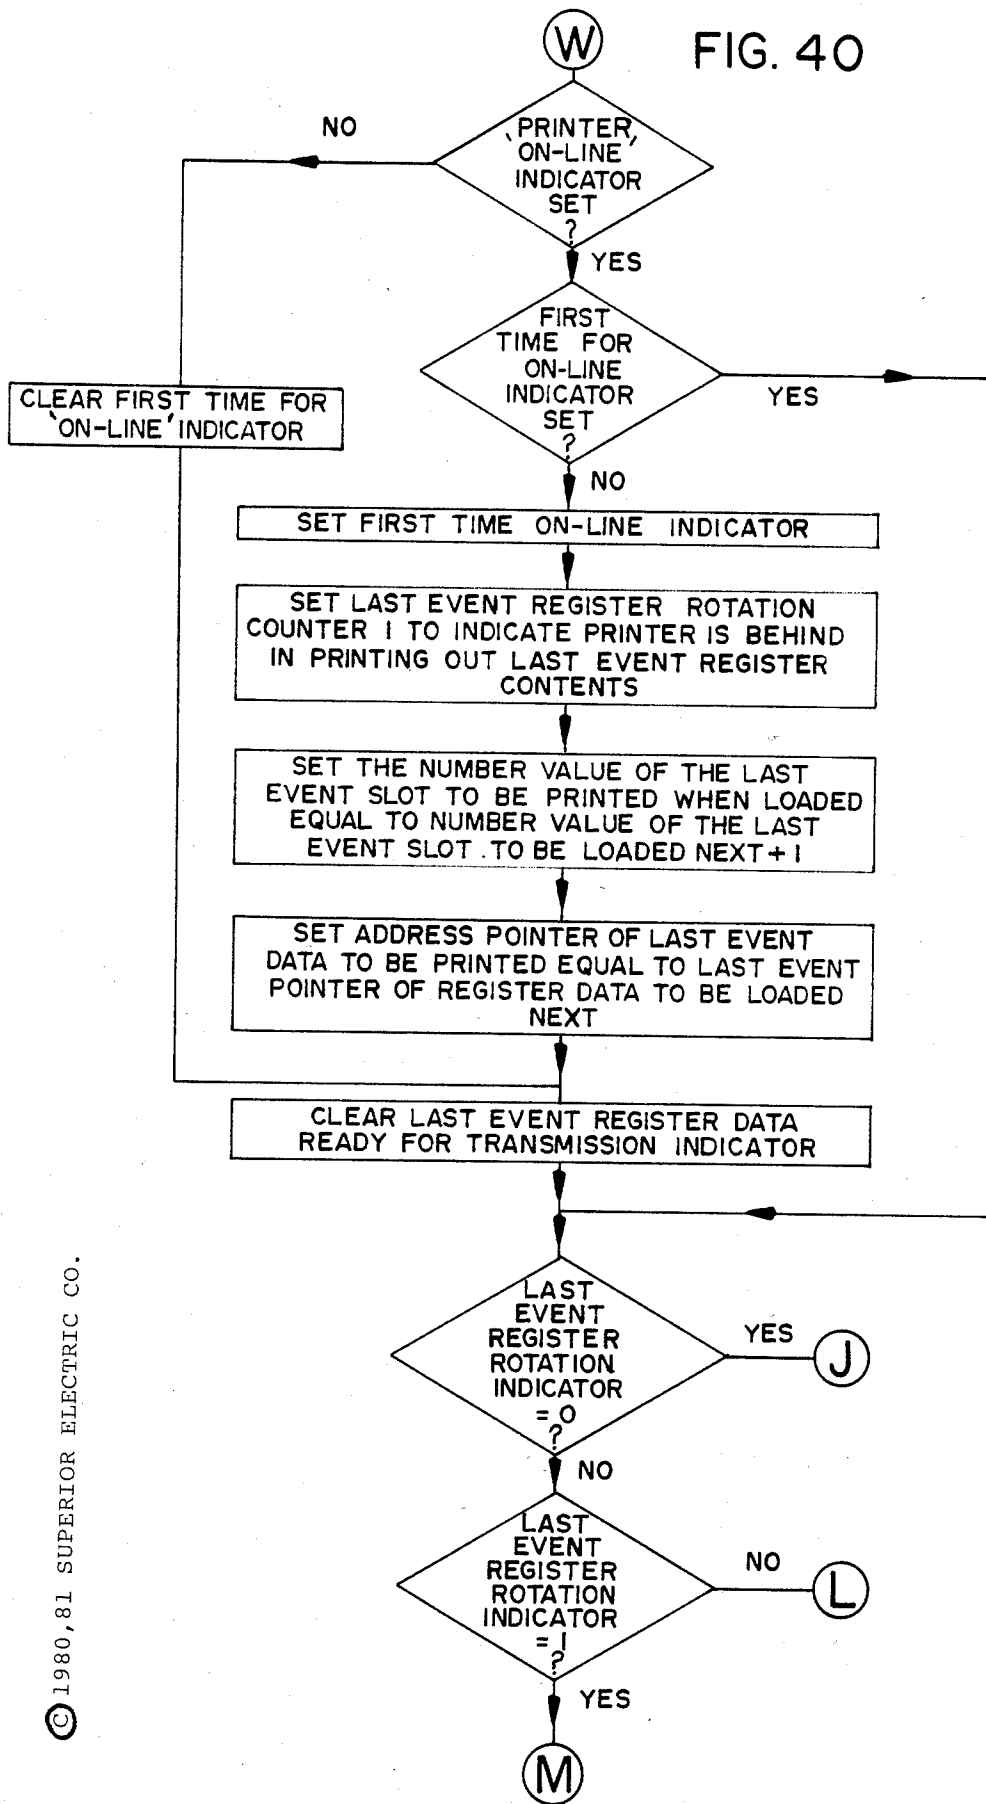 W
FIG. 40
'PRINTER
ON-LINE'
INDICATOR
SET
?
NO
YES
FIRST
TIME FOR
ON-LINE
INDICATOR
SET
?
YES
NO
CLEAR FIRST TIME FOR
'ON-LINE' INDICATOR
SET FIRST TIME ON-LINE INDICATOR
SET LAST EVENT REGISTER ROTATION
COUNTER 1 TO INDICATE PRINTER IS BEHIND
IN PRINTING OUT LAST EVENT REGISTER
CONTENTS
SET THE NUMBER VALUE OF THE LAST
EVENT SLOT TO BE PRINTED WHEN LOADED
EQUAL TO NUMBER VALUE OF THE LAST
EVENT SLOT . TO BE LOADED NEXT + 1
SET ADDRESS POINTER OF LAST EVENT
DATA TO BE PRINTED EQUAL TO LAST EVENT
POINTER OF REGISTER DATA TO BE LOADED
NEXT
CLEAR LAST EVENT REGISTER DATA
READY FOR TRANSMISSION INDICATOR
LAST
EVENT
REGISTER
ROTATION
INDICATOR
= 0
?
YES
J
NO
LAST
EVENT
REGISTER
ROTATION
INDICATOR
= 1
?
NO
L
YES
M
© 1980,81 SUPERIOR ELECTRIC CO.